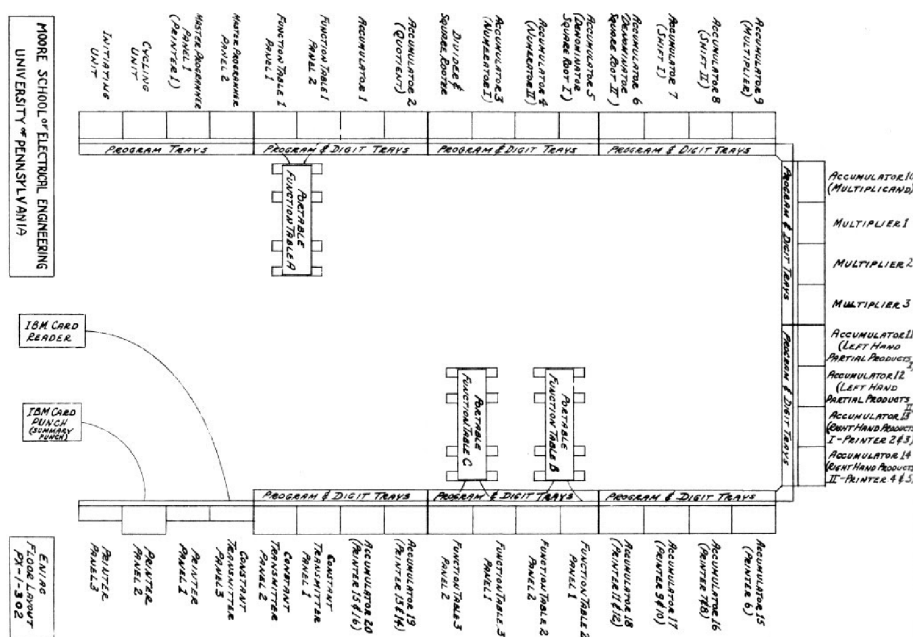 INITIATING
UNIT
CYCLING
UNIT
MASTER PROGRAMMER
PANEL 1
(PRINTER 1)
MASTER PROGRAMMER
PANEL 2
FUNCTION TABLE 1
PANEL 1
FUNCTION TABLE 1
PANEL 2
ACCUMULATOR 1
ACCUMULATOR 2
(QUOTIENT)
DIVIDER &
SQUARE ROOTER
ACCUMULATOR 3
(NUMERATOR I)
ACCUMULATOR 4
(NUMERATOR II)
ACCUMULATOR 5
(DENOMINATOR
SQUARE ROOT I)
ACCUMULATOR 6
(DENOMINATOR
SQUARE ROOT II)
ACCUMULATOR 7
(SHIFT I)
ACCUMULATOR 8
(SHIFT II)
ACCUMULATOR 9
(MULTIPLIER)
PROGRAM TRAYS
PROGRAM & DIGIT TRAYS
PROGRAM & DIGIT TRAYS
PROGRAM & DIGIT TRAYS
MOORE SCHOOL OF ELECTRICAL ENGINEERING
UNIVERSITY OF PENNSYLVANIA
PORTABLE
FUNCTION TABLE A
PROGRAM & DIGIT TRAYS
ACCUMULATOR 10
(MULTIPLICAND)
MULTIPLIER 1
MULTIPLIER 2
MULTIPLIER 3
PROGRAM & DIGIT TRAYS
ACCUMULATOR 11
(LEFT HAND
PARTIAL PRODUCTS I)
ACCUMULATOR 12
(LEFT HAND
PARTIAL PRODUCTS II)
ACCUMULATOR 13
(RIGHT HAND PRODUCTS
I-PRINTER 2 & 3)
ACCUMULATOR 14
(RIGHT HAND PRODUCTS
II-PRINTER 4 & 5)
IBM CARD
READER
IBM CARD
PUNCH
(SUMMARY
PUNCH)
PORTABLE
FUNCTION TABLE C
PORTABLE
FUNCTION TABLE B
PROGRAM & DIGIT TRAYS
PROGRAM & DIGIT TRAYS
PROGRAM & DIGIT TRAYS
PRINTER
PANEL 3
PRINTER
PANEL 2
PRINTER
PANEL 1
CONSTANT
TRANSMITTER
PANEL 3
CONSTANT
TRANSMITTER
PANEL 2
CONSTANT
TRANSMITTER
PANEL 1
ACCUMULATOR 20
(PRINTER 15 & 16)
ACCUMULATOR 19
(PRINTER 13 & 14)
FUNCTION TABLE 3
PANEL 2
FUNCTION TABLE 3
PANEL 1
FUNCTION TABLE 2
PANEL 2
FUNCTION TABLE 2
PANEL 1
ACCUMULATOR 18
(PRINTER 11 & 12)
ACCUMULATOR 17
(PRINTER 9 & 10)
ACCUMULATOR 16
(PRINTER 7 & 8)
ACCUMULATOR 15
(PRINTER 6)
ENIAC
FLOOR LAYOUT
PX-1-302